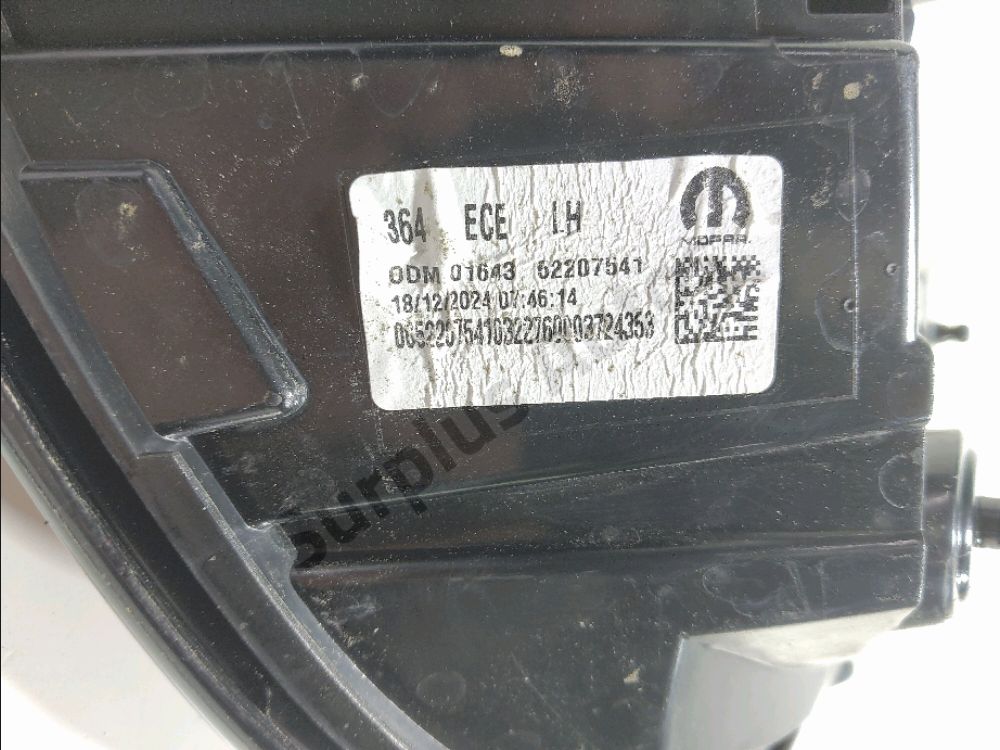 364 ECE LH
MOPAR
ODM 01643 52207541
18/12/2024 07:46:14
Surplus